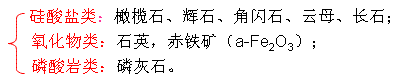 硅酸盐类：橄榄石、辉石、角闪石、云母、长石；
氧化物类：石英，赤铁矿（a-Fe₂O₃）；
磷酸岩类：磷灰石。